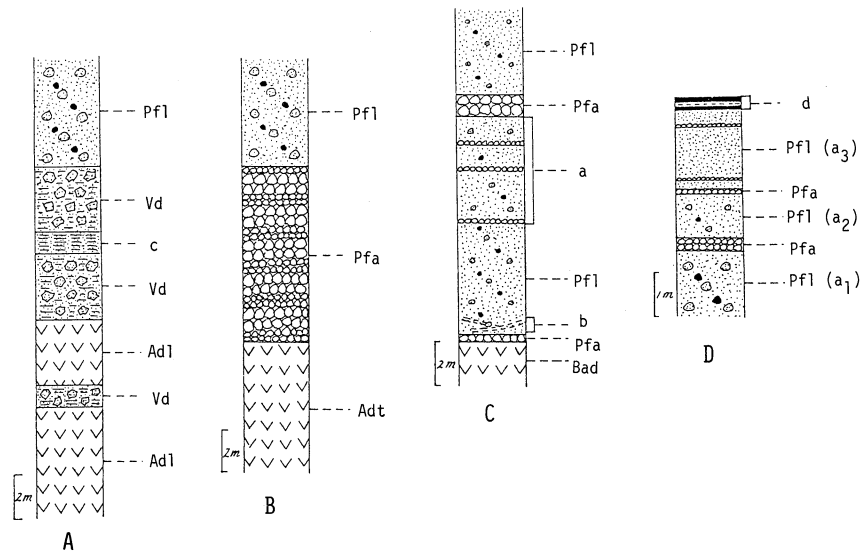 Pfl
Vd
c
Vd
Adl
Vd
Adl
2m
A
Pfl
Pfa
Adt
2m
B
Pfl
Pfa
a
Pfl
b
Pfa
Bad
2m
C
d
Pfl (a3)
Pfa
Pfl (a2)
Pfa
Pfl (a1)
1m
D